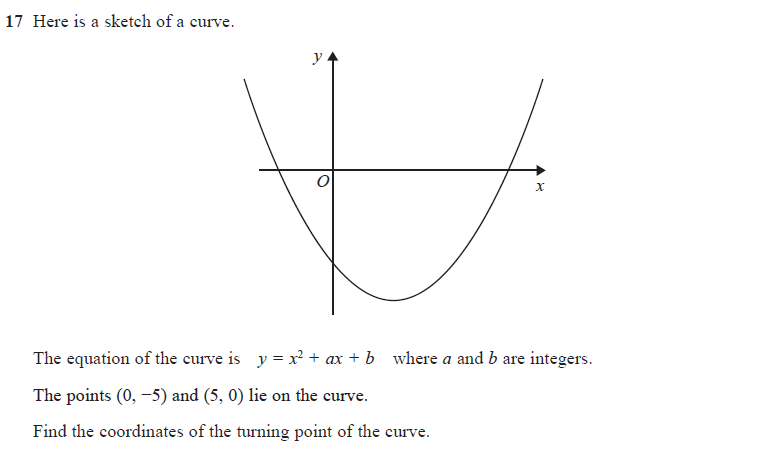 17 Here is a sketch of a curve.
y
O
x
The equation of the curve is y = x² + ax + b where a and b are integers.
The points (0, −5) and (5, 0) lie on the curve.
Find the coordinates of the turning point of the curve.